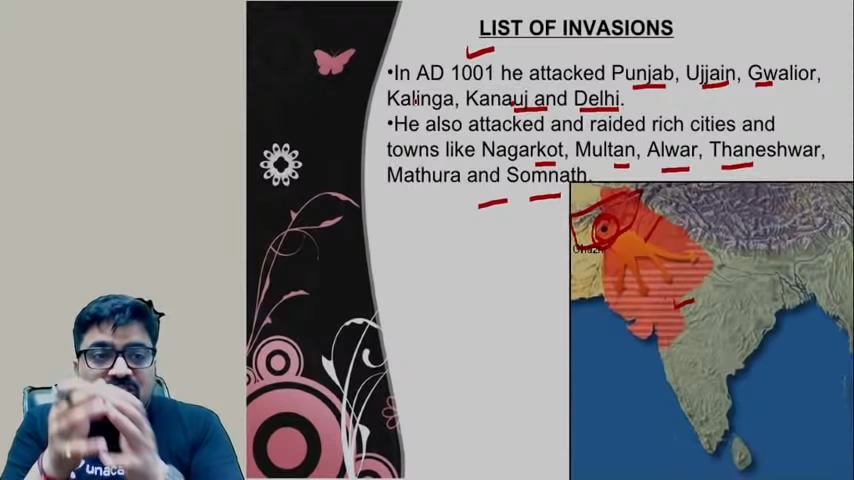 LIST OF INVASIONS
•In AD 1001 he attacked Punjab, Ujjain, Gwalior,
Kalinga, Kanauj and Delhi.
•He also attacked and raided rich cities and
towns like Nagarkot, Multan, Alwar, Thaneshwar,
Mathura and Somnath.
unaca